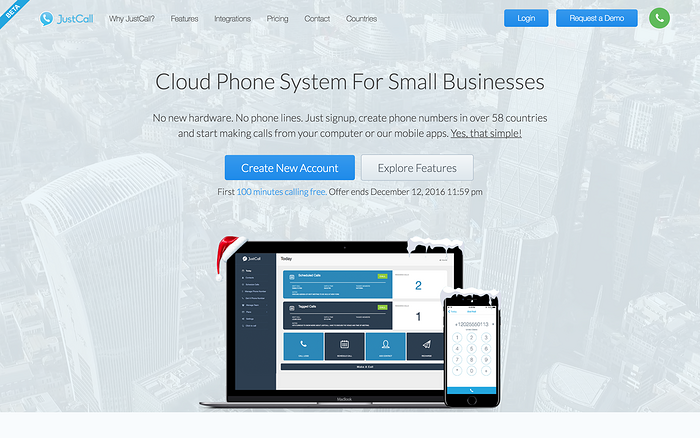 BETA
JustCall
Why JustCall?
Features
Integrations
Pricing
Contact
Countries
Login
Request a Demo
Cloud Phone System For Small Businesses
No new hardware. No phone lines. Just signup, create phone numbers in over 58 countries
and start making calls from your computer or our mobile apps. Yes, that simple!
Create New Account
Explore Features
First 100 minutes calling free. Offer ends December 12, 2016 11:59 pm
JustCall
Today
Scheduled Calls
2
Tagged Calls
1
Make A Call
MacBook
+12025550113
1
2
3
4
5
6
7
8
9
0